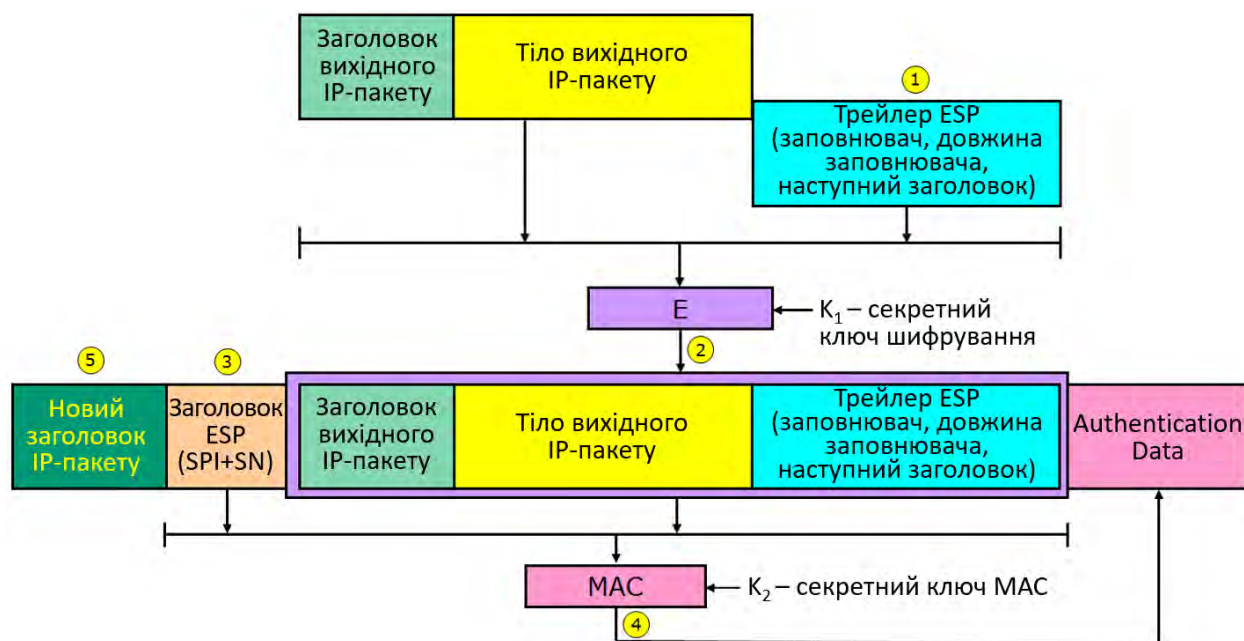 Заголовок
вихідного
IP-пакету
Тіло вихідного
IP-пакету
1
Трейлер ESP
(заповнювач, довжина
заповнювача,
наступний заголовок)
E
K₁ – секретний
ключ шифрування
2
5
3
Новий
заголовок
IP-пакету
Заголовок
ESP
(SPI+SN)
Заголовок
вихідного
IP-пакету
Тіло вихідного
IP-пакету
Трейлер ESP
(заповнювач, довжина
заповнювача,
наступний заголовок)
Authentication
Data
MAC
K₂ – секретний ключ MAC
4